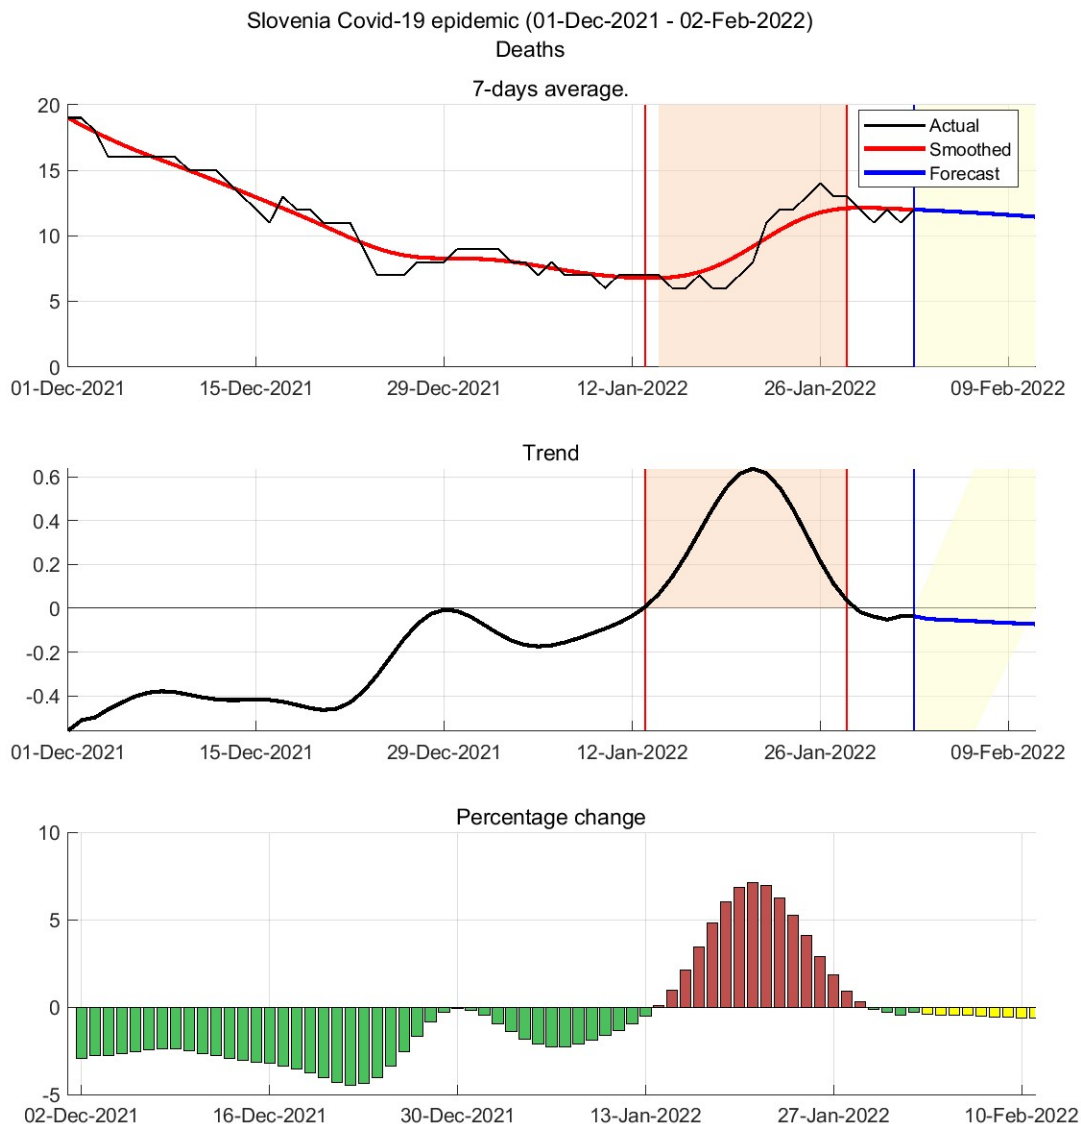 Slovenia Covid-19 epidemic (01-Dec-2021 - 02-Feb-2022)
Deaths
7-days average.
20
15
10
5
0
Actual
Smoothed
Forecast
01-Dec-2021 15-Dec-2021 29-Dec-2021 12-Jan-2022 26-Jan-2022 09-Feb-2022
Trend
0.6
0.4
0.2
0
-0.2
-0.4
01-Dec-2021 15-Dec-2021 29-Dec-2021 12-Jan-2022 26-Jan-2022 09-Feb-2022
Percentage change
10
5
0
-5
02-Dec-2021 16-Dec-2021 30-Dec-2021 13-Jan-2022 27-Jan-2022 10-Feb-2022